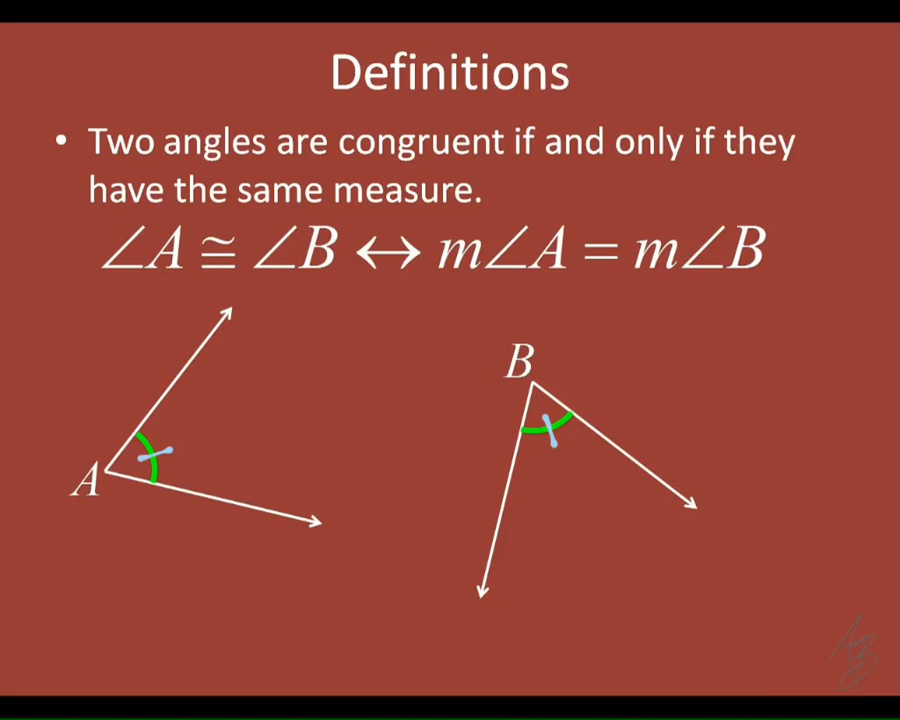 Definitions
• Two angles are congruent if and only if they
have the same measure.
∠A ≅ ∠B ↔ m∠A = m∠B
B
A